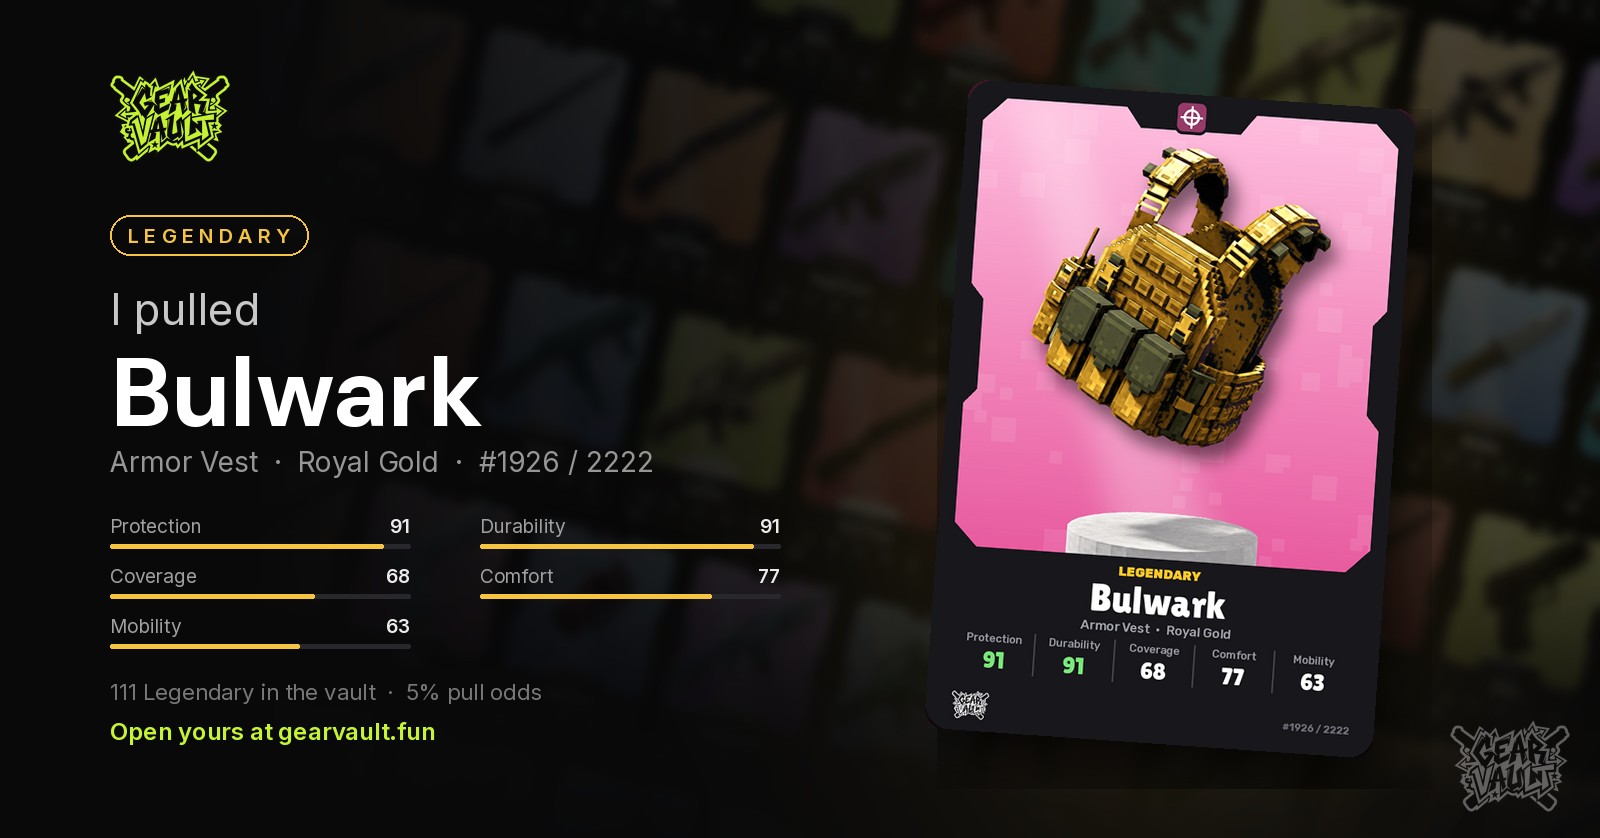 GEAR
VAULT
LEGENDARY
I pulled
Bulwark
Armor Vest · Royal Gold · #1926 / 2222
Protection 91
Durability 91
Coverage 68
Comfort 77
Mobility 63
111 Legendary in the vault · 5% pull odds
Open yours at gearvault.fun
LEGENDARY
Bulwark
Armor Vest · Royal Gold
Protection Durability Coverage Comfort Mobility
91 91 68 77 63
GEAR
VAULT
#1926 / 2222
GEAR
VAULT